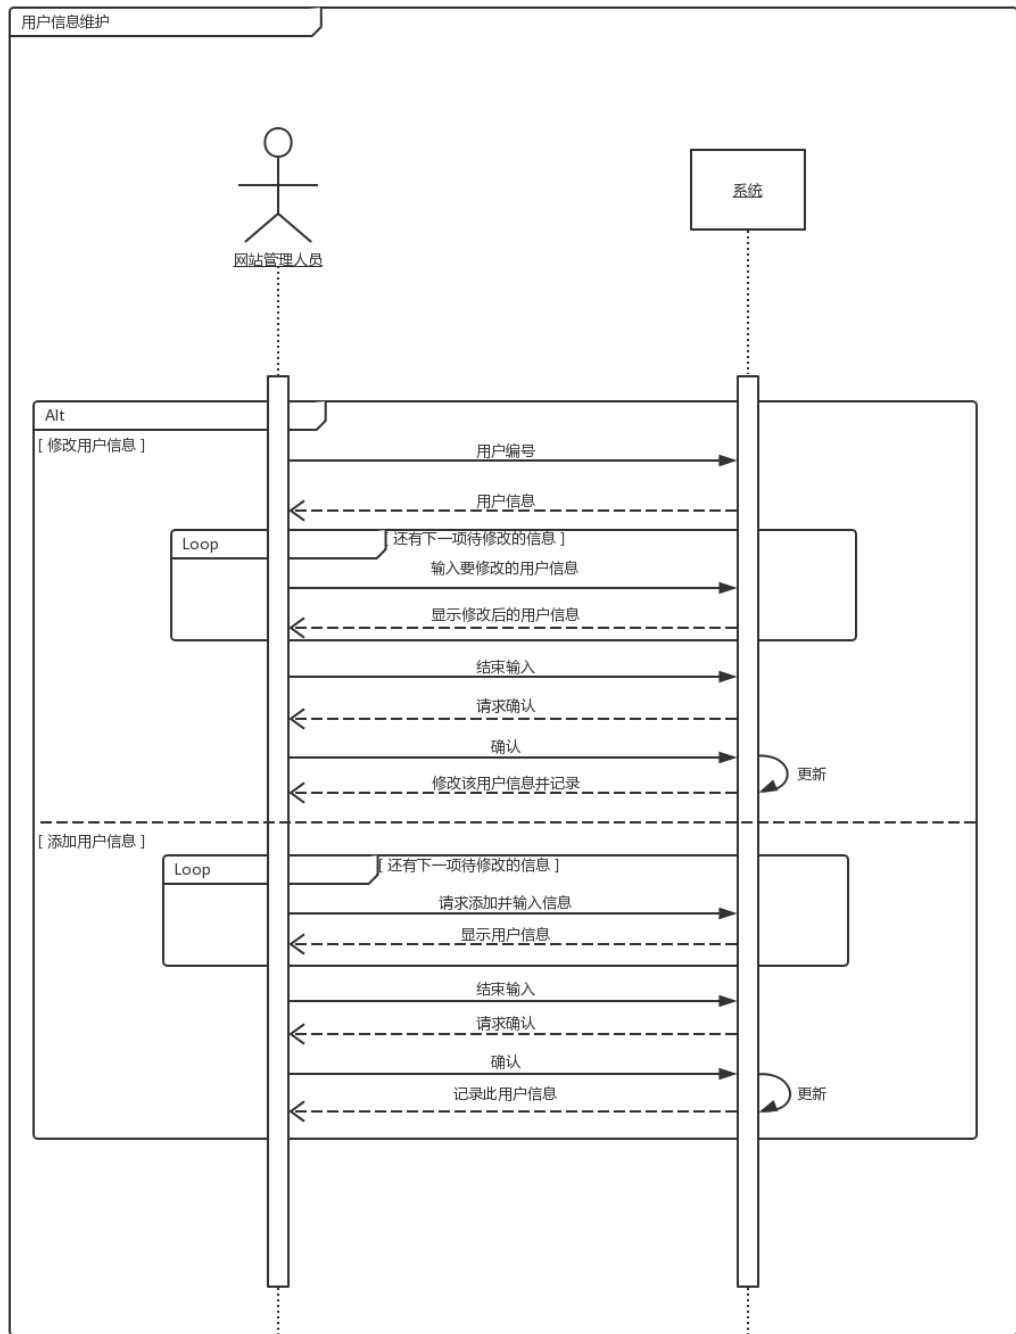 用户信息维护
系统
网站管理人员
Alt
[ 修改用户信息 ]
用户编号
用户信息
Loop
[ 还有下一项待修改的信息 ]
输入要修改的用户信息
显示修改后的用户信息
结束输入
请求确认
确认
更新
修改该用户信息并记录
[ 添加用户信息 ]
Loop
[ 还有下一项待修改的信息 ]
请求添加并输入信息
显示用户信息
结束输入
请求确认
确认
更新
记录此用户信息